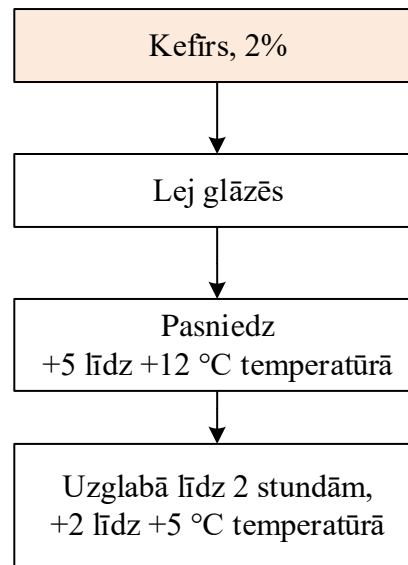 Kefīrs, 2%
Lej glāzēs
Pasniedz
+5 līdz +12 °C temperatūrā
Uzglabā līdz 2 stundām,
+2 līdz +5 °C temperatūrā